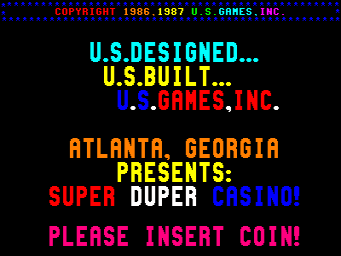 COPYRIGHT 1986,1987 U.S.GAMES,INC.
U.S.DESIGNED...
U.S.BUILT...
U.S.GAMES,INC.
ATLANTA, GEORGIA
PRESENTS:
SUPER DUPER CASINO!
PLEASE INSERT COIN!